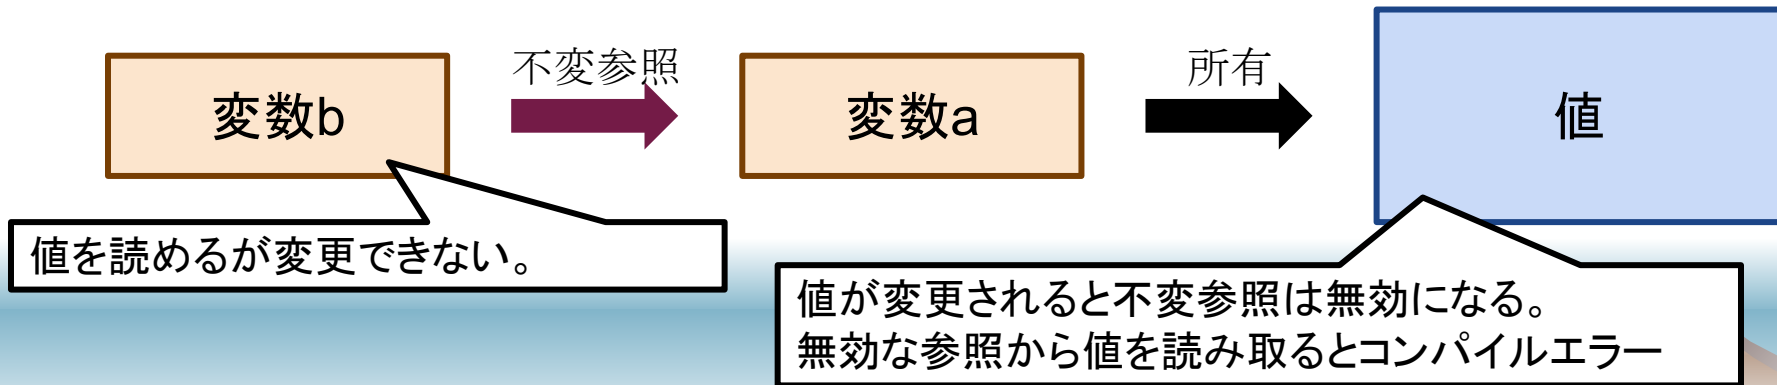 不変参照
所有
変数b
変数a
値
値を読めるが変更できない。
値が変更されると不変参照は無効になる。
無効な参照から値を読み取るとコンパイルエラー